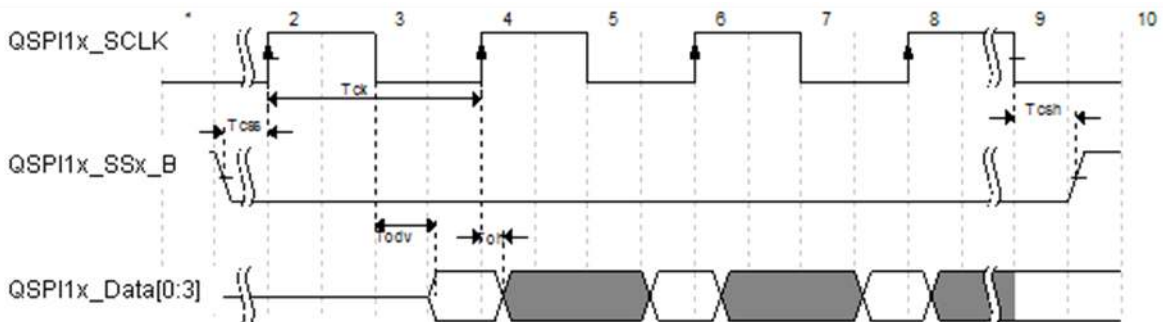 * 2 3 4 5 6 7 8 9 10
QSPI1x_SCLK
Tck
Tcss
Tcsh
QSPI1x_SSx_B
Todv
Toh
QSPI1x_Data[0:3]